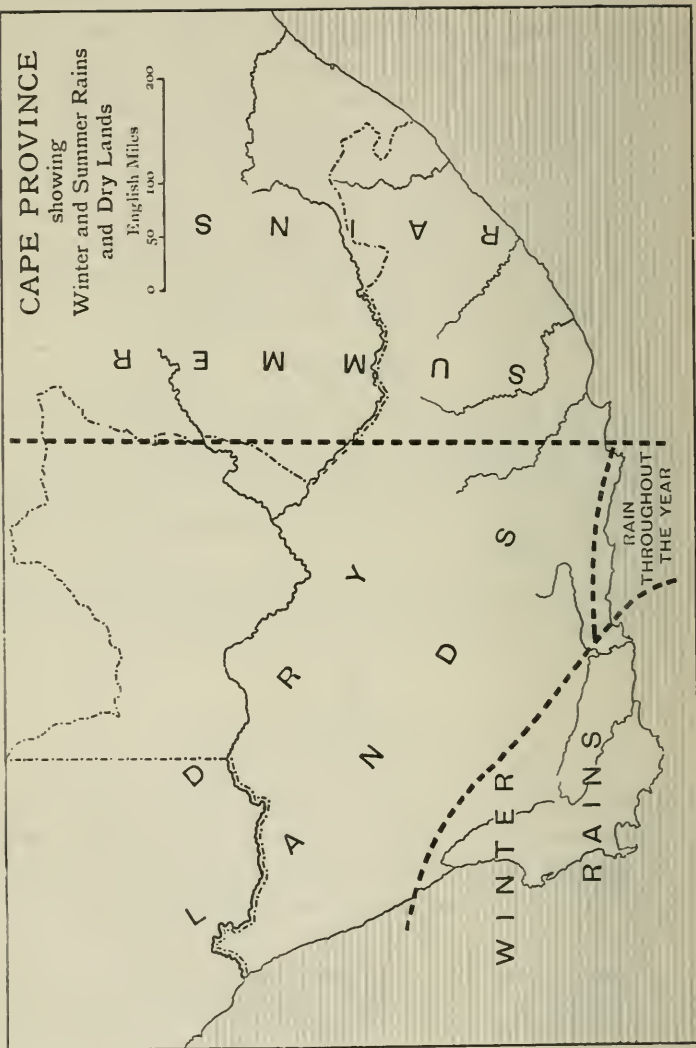 CAPE PROVINCE
showing
Winter and Summer Rains
and Dry Lands
English Miles
0 50 100 200
SUMMER
RAINS
DRY
LANDS
WINTER
RAINS
RAIN
THROUGHOUT
THE YEAR